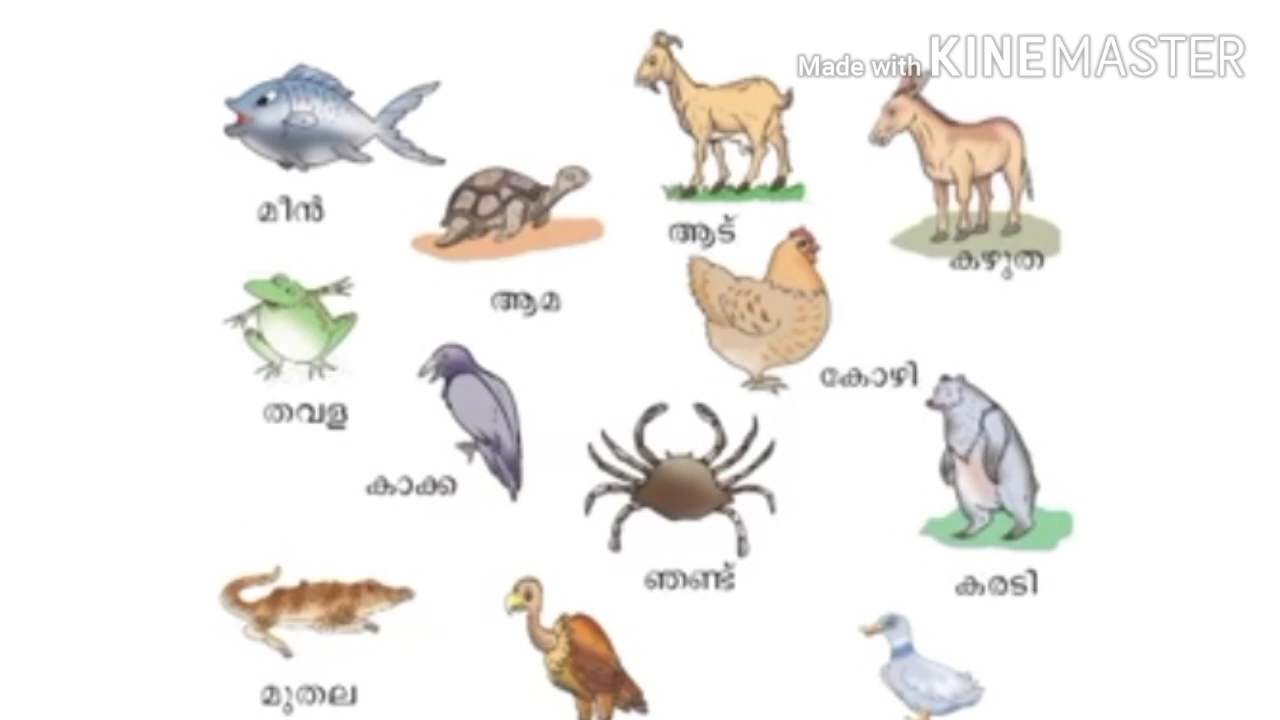 Made with KINEMASTER
മീൻ
ആട്
കഴുത
ആമ
കോഴി
തവള
കാക്ക
ഞണ്ട്
കരടി
മുതല